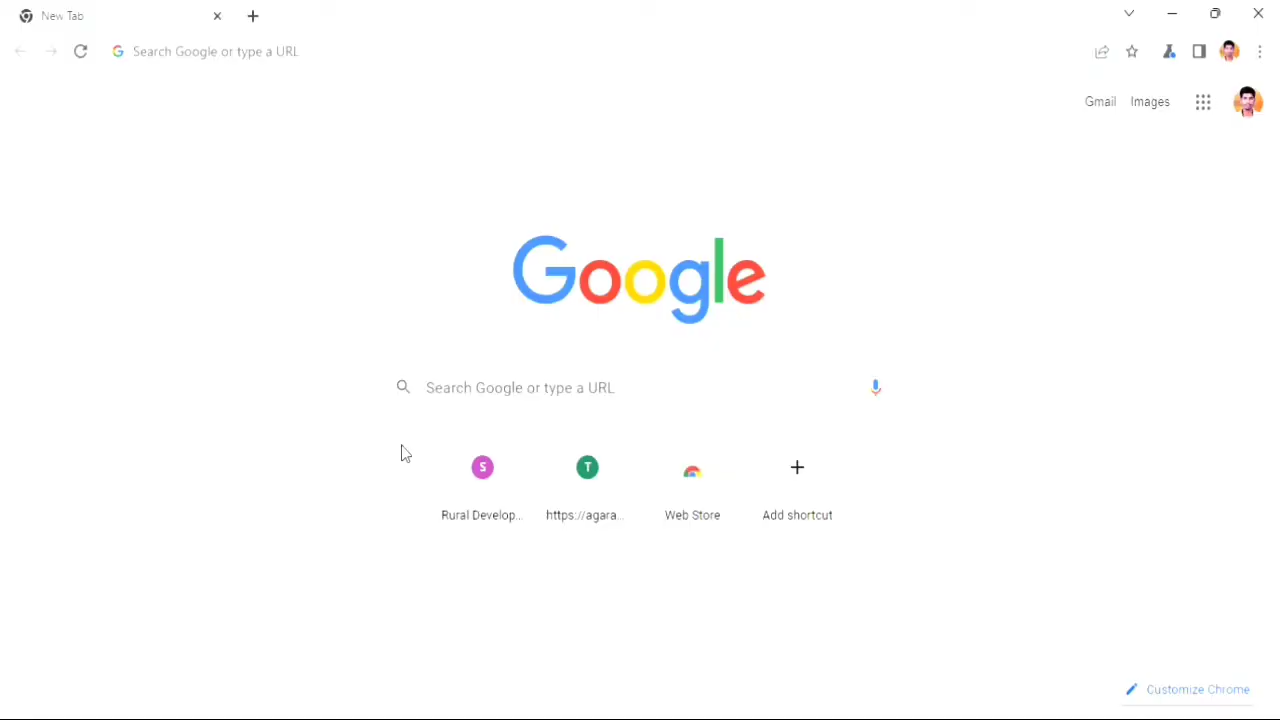 New Tab
Search Google or type a URL
Gmail Images
Google
Search Google or type a URL
S T
Rural Develop... https://agara... Web Store Add shortcut
Customize Chrome